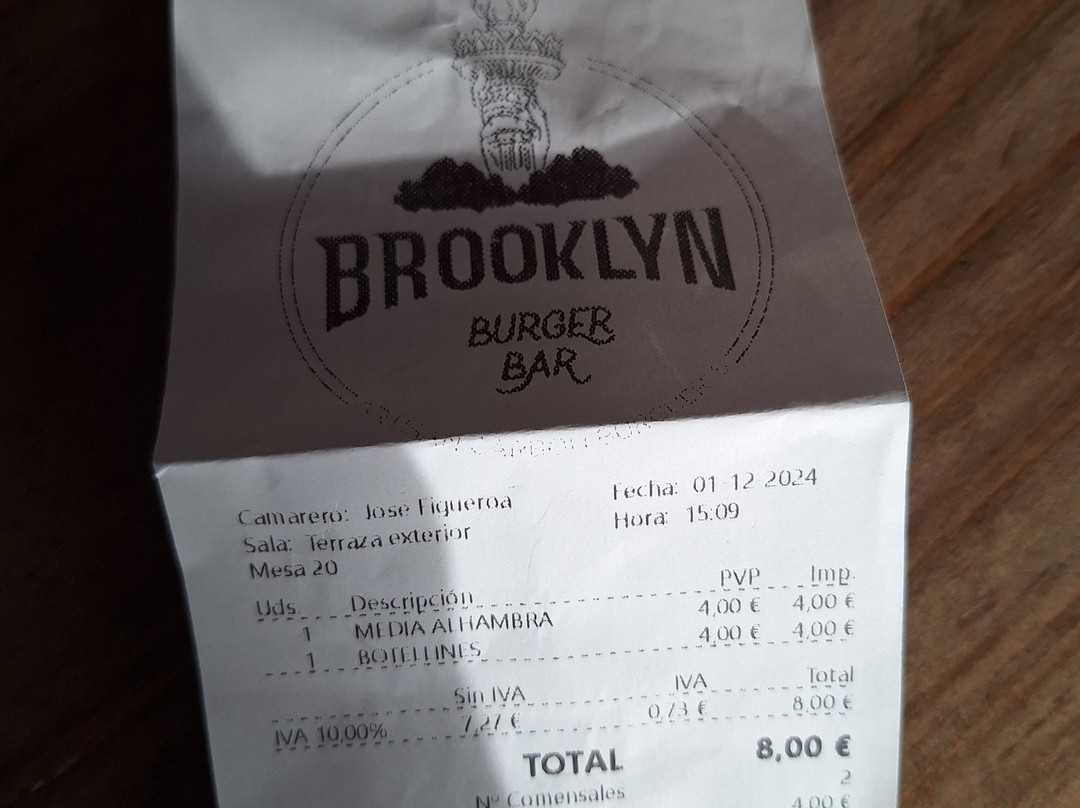 BROOKLYN
BURGER
BAR
Camarero: Jose Figueroa
Fecha: 01-12-2024
Sala: Terraza exterior
Hora: 15:09
Mesa 20
Uds. Descripción PVP Imp.
1 MEDIA ALHAMBRA 4,00 € 4,00 €
1 BOTELLINES 4,00 € 4,00 €
Sin IVA IVA Total
IVA 10,00% 7,27 € 0,73 € 8,00 €
TOTAL 8,00 €
Nº Comensales 2
4,00 €